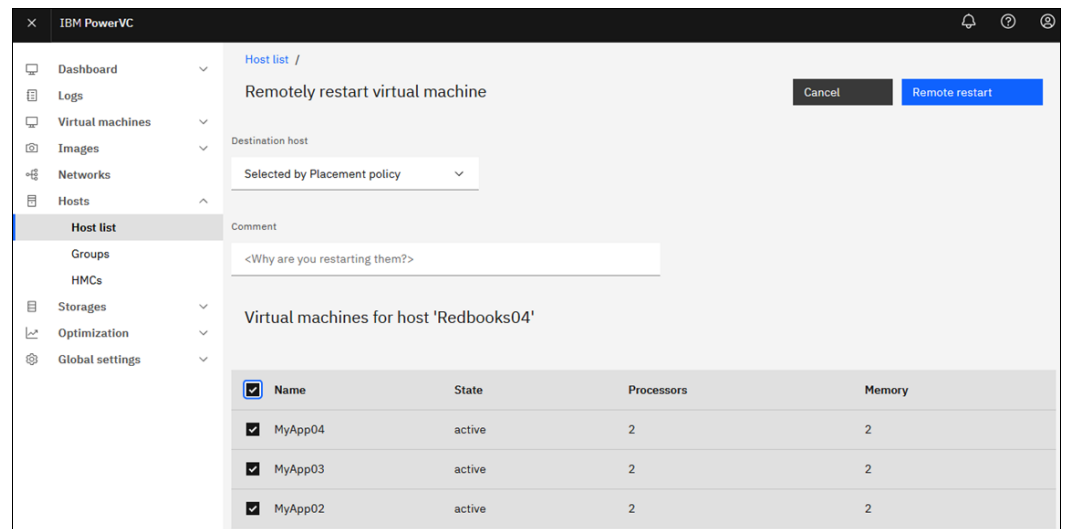 IBM PowerVC
Dashboard
Logs
Virtual machines
Images
Networks
Hosts
Host list
Groups
HMCs
Storages
Optimization
Global settings
Host list /
Remotely restart virtual machine
Cancel
Remote restart
Destination host
Selected by Placement policy
Comment
<Why are you restarting them?>
Virtual machines for host 'Redbooks04'
Name State Processors Memory
MyApp04 active 2 2
MyApp03 active 2 2
MyApp02 active 2 2